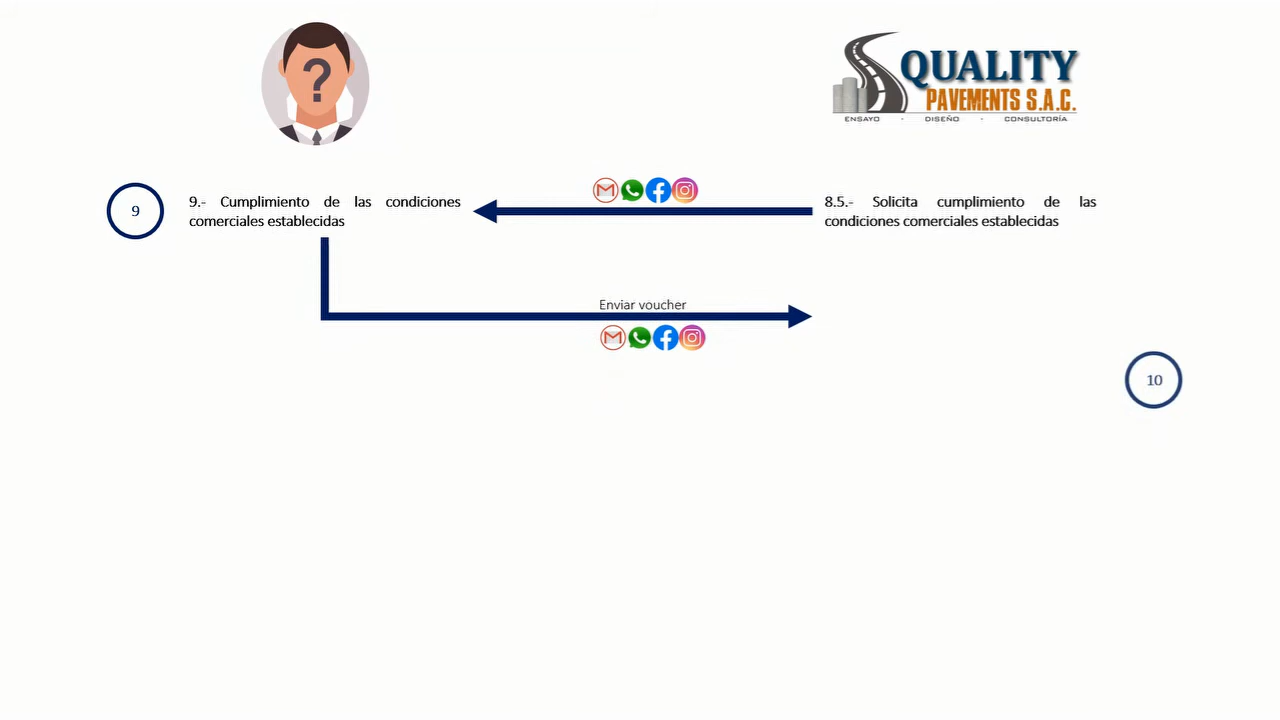 ?
QUALITY
PAVEMENTS S.A.C.
ENSAYO - DISEÑO - CONSULTORÍA
9
9.- Cumplimiento de las condiciones
comerciales establecidas
8.5.- Solicita cumplimiento de las
condiciones comerciales establecidas
Enviar voucher
10